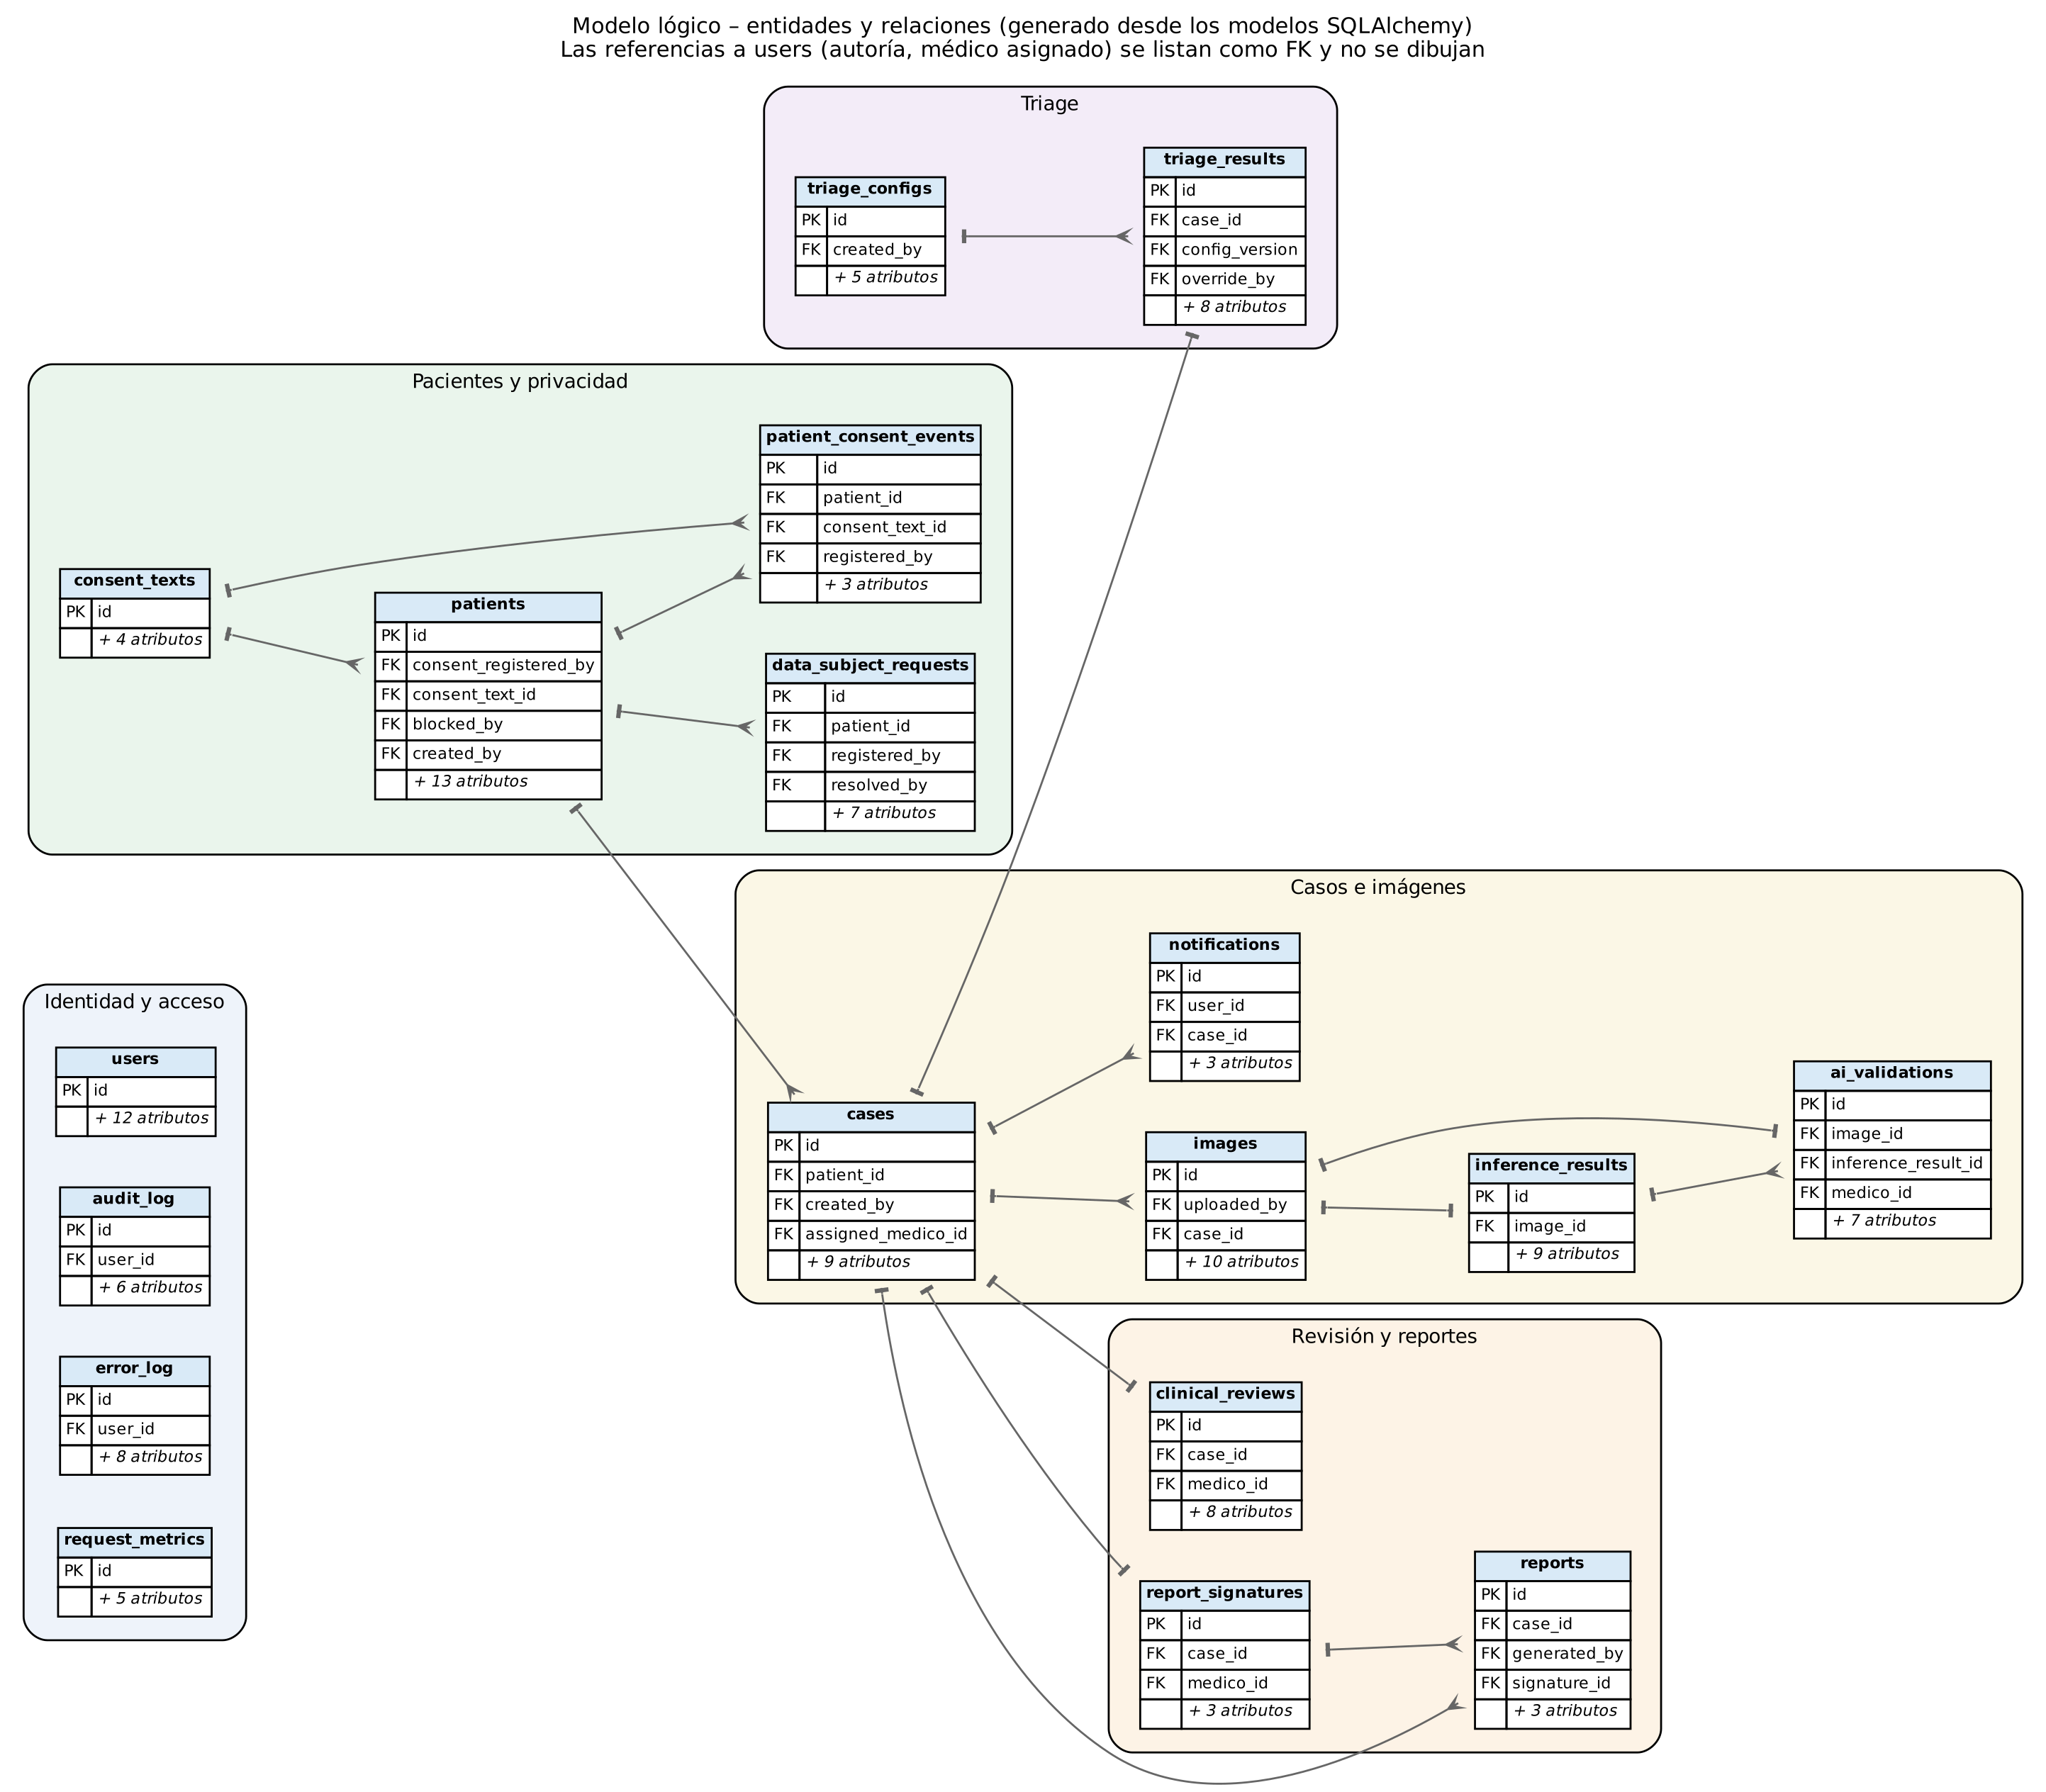 Modelo lógico – entidades y relaciones (generado desde los modelos SQLAlchemy)
Las referencias a users (autoría, médico asignado) se listan como FK y no se dibujan
Triage
triage_configs
PK id
FK created_by
+ 5 atributos
triage_results
PK id
FK case_id
FK config_version
FK override_by
+ 8 atributos
Pacientes y privacidad
consent_texts
PK id
+ 4 atributos
patients
PK id
FK consent_registered_by
FK consent_text_id
FK blocked_by
FK created_by
+ 13 atributos
patient_consent_events
PK id
FK patient_id
FK consent_text_id
FK registered_by
+ 3 atributos
data_subject_requests
PK id
FK patient_id
FK registered_by
FK resolved_by
+ 7 atributos
Identidad y acceso
users
PK id
+ 12 atributos
audit_log
PK id
FK user_id
+ 6 atributos
error_log
PK id
FK user_id
+ 8 atributos
request_metrics
PK id
+ 5 atributos
Casos e imágenes
cases
PK id
FK patient_id
FK created_by
FK assigned_medico_id
+ 9 atributos
notifications
PK id
FK user_id
FK case_id
+ 3 atributos
images
PK id
FK uploaded_by
FK case_id
+ 10 atributos
inference_results
PK id
FK image_id
+ 9 atributos
ai_validations
PK id
FK image_id
FK inference_result_id
FK medico_id
+ 7 atributos
Revisión y reportes
clinical_reviews
PK id
FK case_id
FK medico_id
+ 8 atributos
report_signatures
PK id
FK case_id
FK medico_id
+ 3 atributos
reports
PK id
FK case_id
FK generated_by
FK signature_id
+ 3 atributos